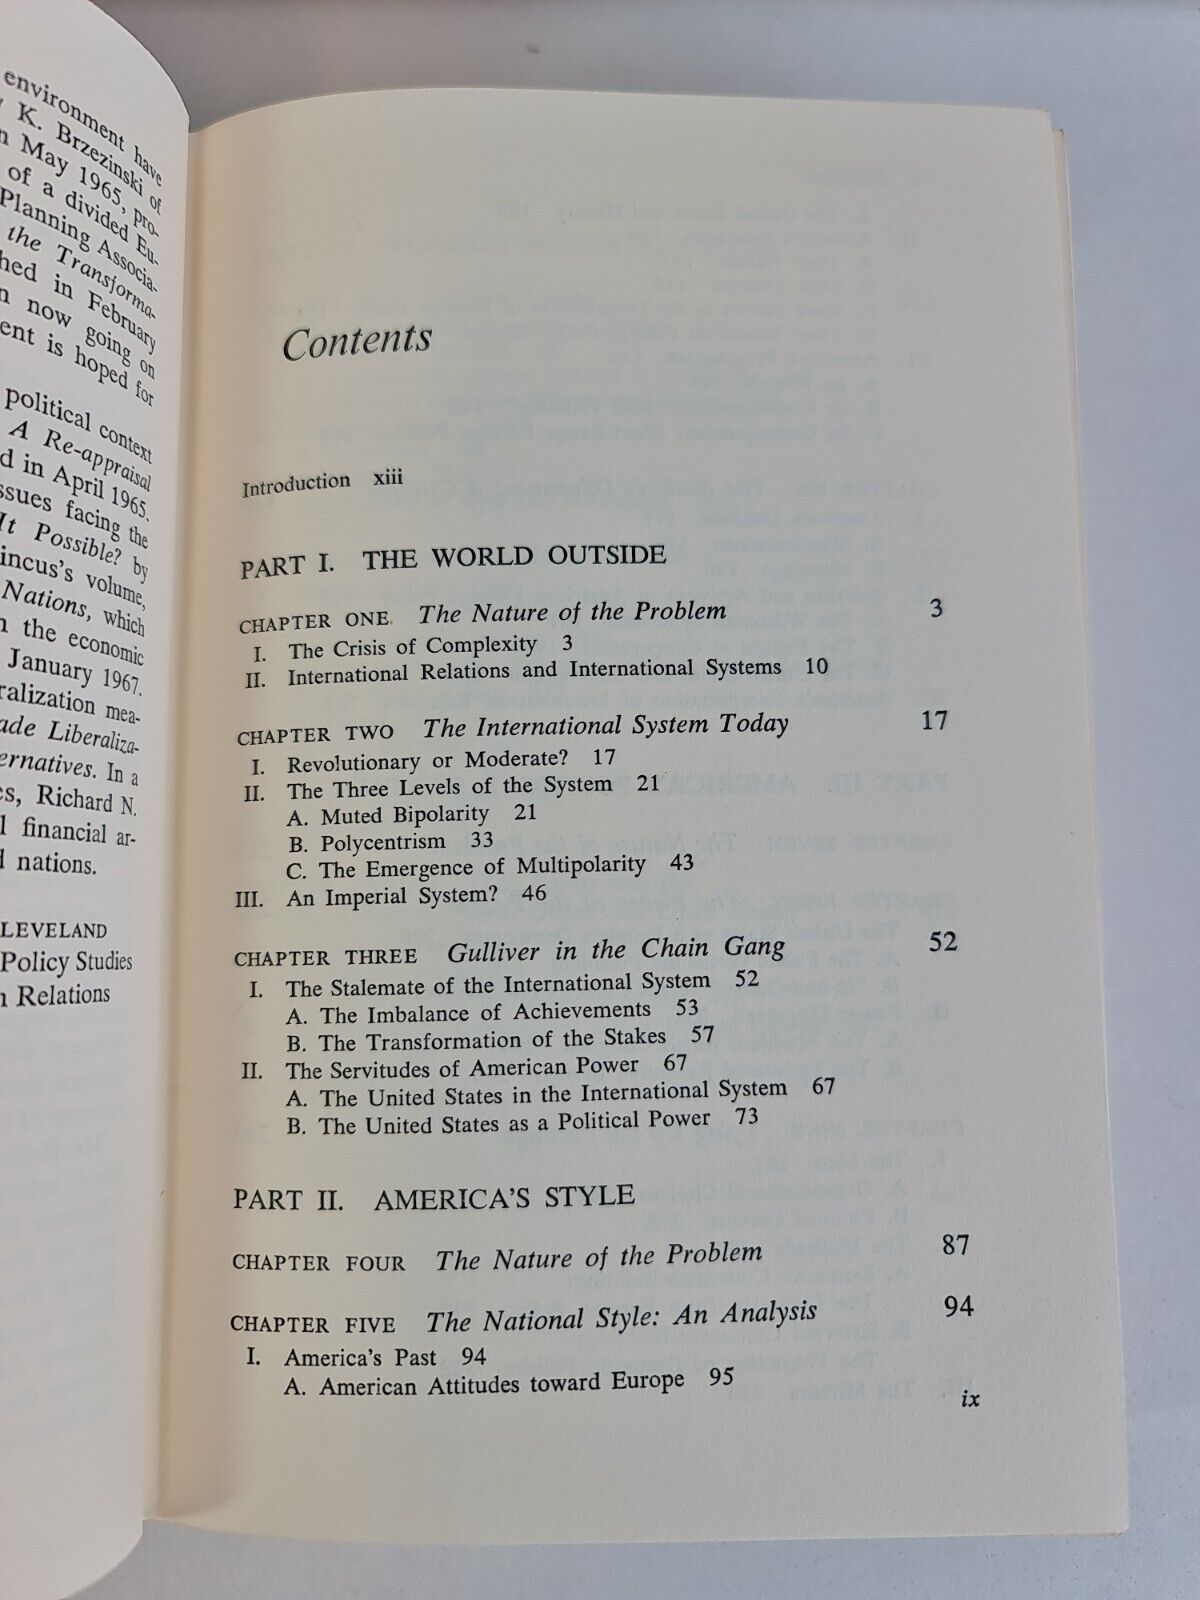 environment have
K. Brzezinski of
May 1965, pro-
of a divided Eu-
Planning Associa-
the Transforma-
hed in February
now going on
ent is hoped for
political context
A Re-appraisal
d in April 1965.
ssues facing the
It Possible? by
incus's volume,
Nations, which
the economic
January 1967.
ralization mea-
ade Liberaliza-
ernatives. In a
es, Richard N.
l financial ar-
d nations.
LEVELAND
Policy Studies
n Relations
Contents
Introduction xiii
PART I. THE WORLD OUTSIDE
CHAPTER ONE. The Nature of the Problem 3
I. The Crisis of Complexity 3
II. International Relations and International Systems 10
CHAPTER TWO The International System Today 17
I. Revolutionary or Moderate? 17
II. The Three Levels of the System 21
A. Muted Bipolarity 21
B. Polycentrism 33
C. The Emergence of Multipolarity 43
III. An Imperial System? 46
CHAPTER THREE Gulliver in the Chain Gang 52
I. The Stalemate of the International System 52
A. The Imbalance of Achievements 53
B. The Transformation of the Stakes 57
II. The Servitudes of American Power 67
A. The United States in the International System 67
B. The United States as a Political Power 73
PART II. AMERICA'S STYLE
CHAPTER FOUR The Nature of the Problem 87
CHAPTER FIVE The National Style: An Analysis 94
I. America's Past 94
A. American Attitudes toward Europe 95
ix